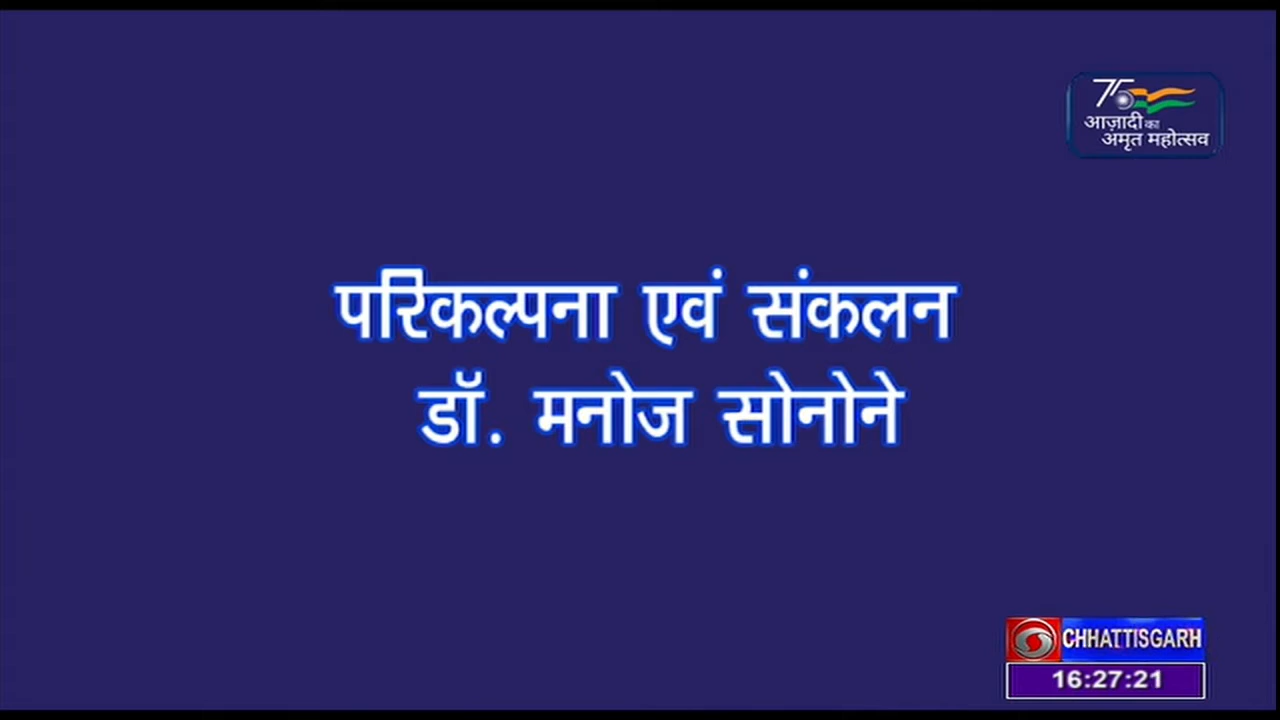 75
आज़ादी का
अमृत महोत्सव
परिकल्पना एवं संकलन
डॉ. मनोज सोनोने
CHHATTISGARH
16:27:21